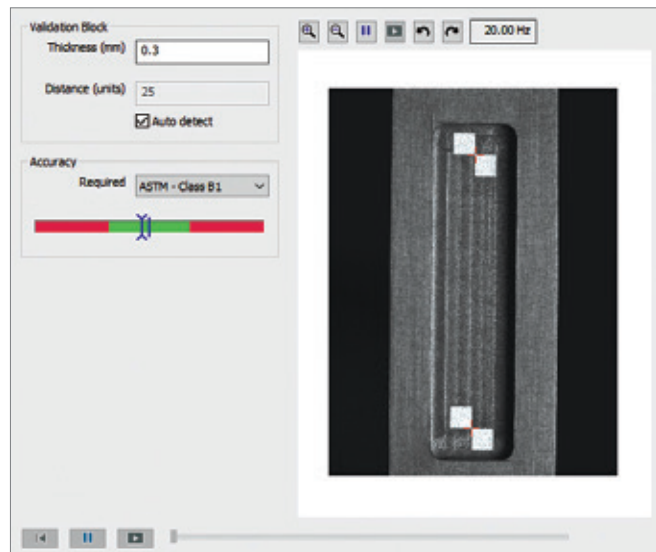 Validation Block
Thickness (mm) 0.3
Distance (units) 25
Auto detect
Accuracy
Required ASTM - Class B1
20.00 Hz